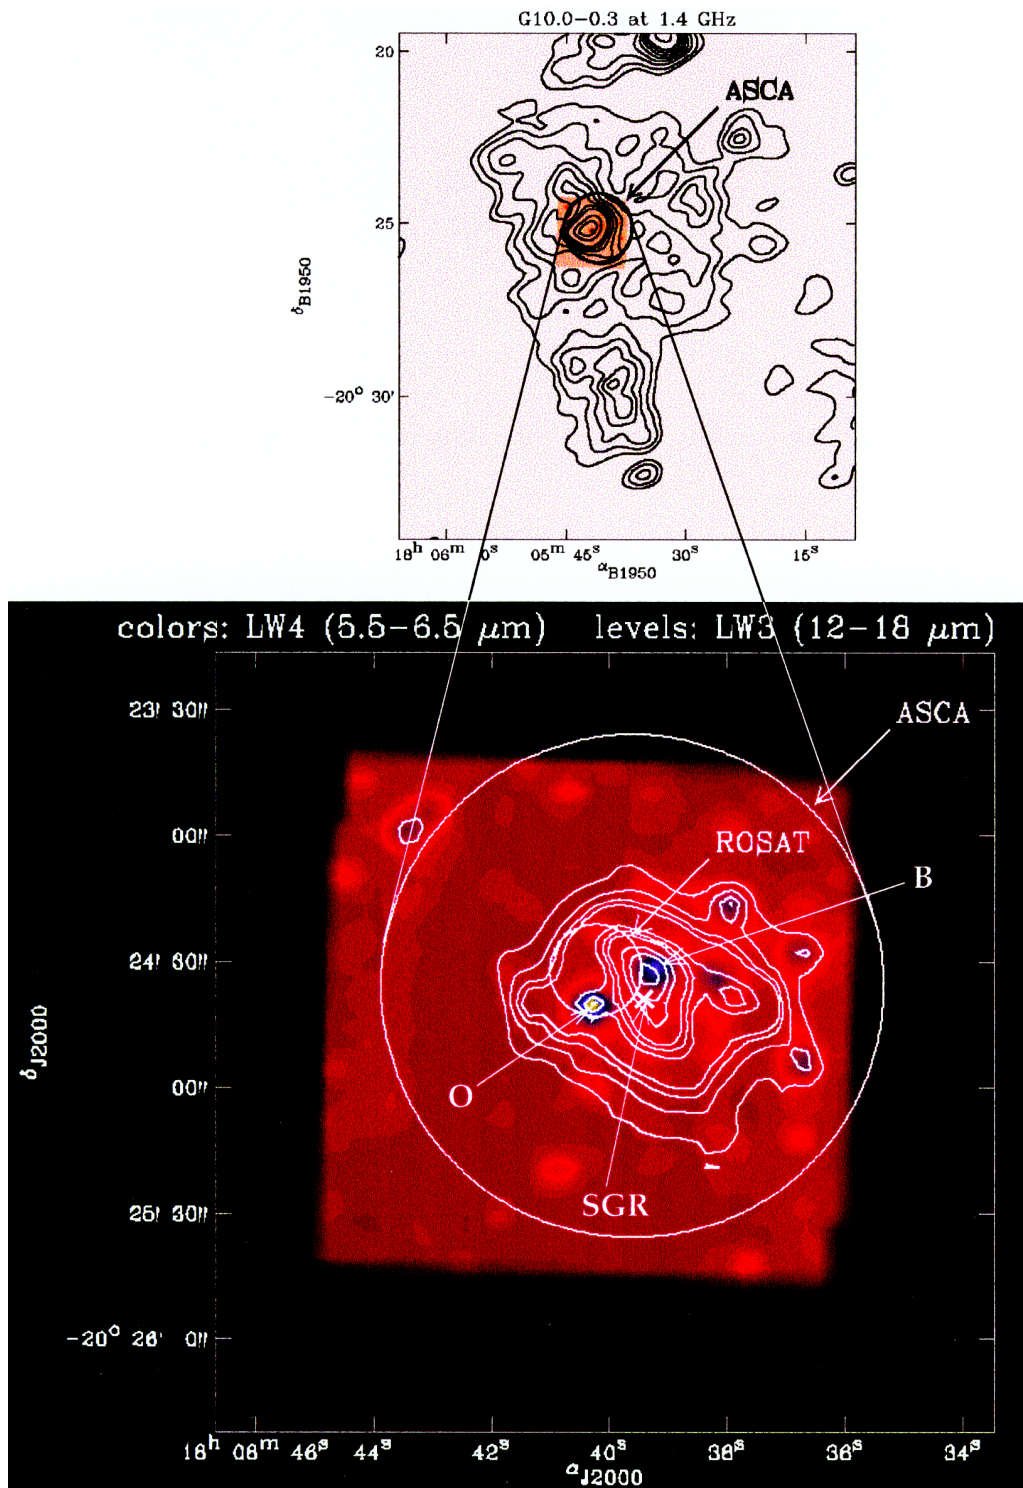 G10.0-0.3 at 1.4 GHz
20
ASCA
25
δB1950
-20° 30'
18h 06m 0s 05m 45s 30s 15s
αB1950
colors: LW4 (5.5-6.5 μm) levels: LW3 (12-18 μm)
23' 30"
ASCA
00"
ROSAT
B
24' 30"
δJ2000
00"
O
SGR
25' 30"
-20° 26' 0"
18h 06m 46s 44s 42s 40s 38s 36s 34s
αJ2000